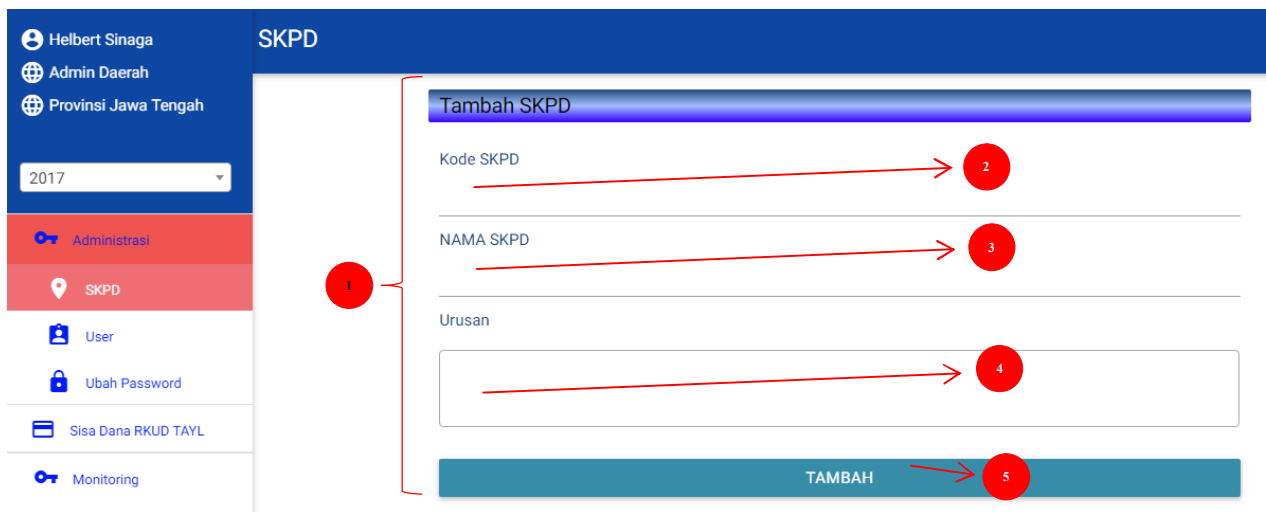 Helbert Sinaga
Admin Daerah
Provinsi Jawa Tengah
2017
Administrasi
SKPD
User
Ubah Password
Sisa Dana RKUD TAYL
Monitoring
SKPD
Tambah SKPD
Kode SKPD
2
NAMA SKPD
3
1
Urusan
4
TAMBAH
5